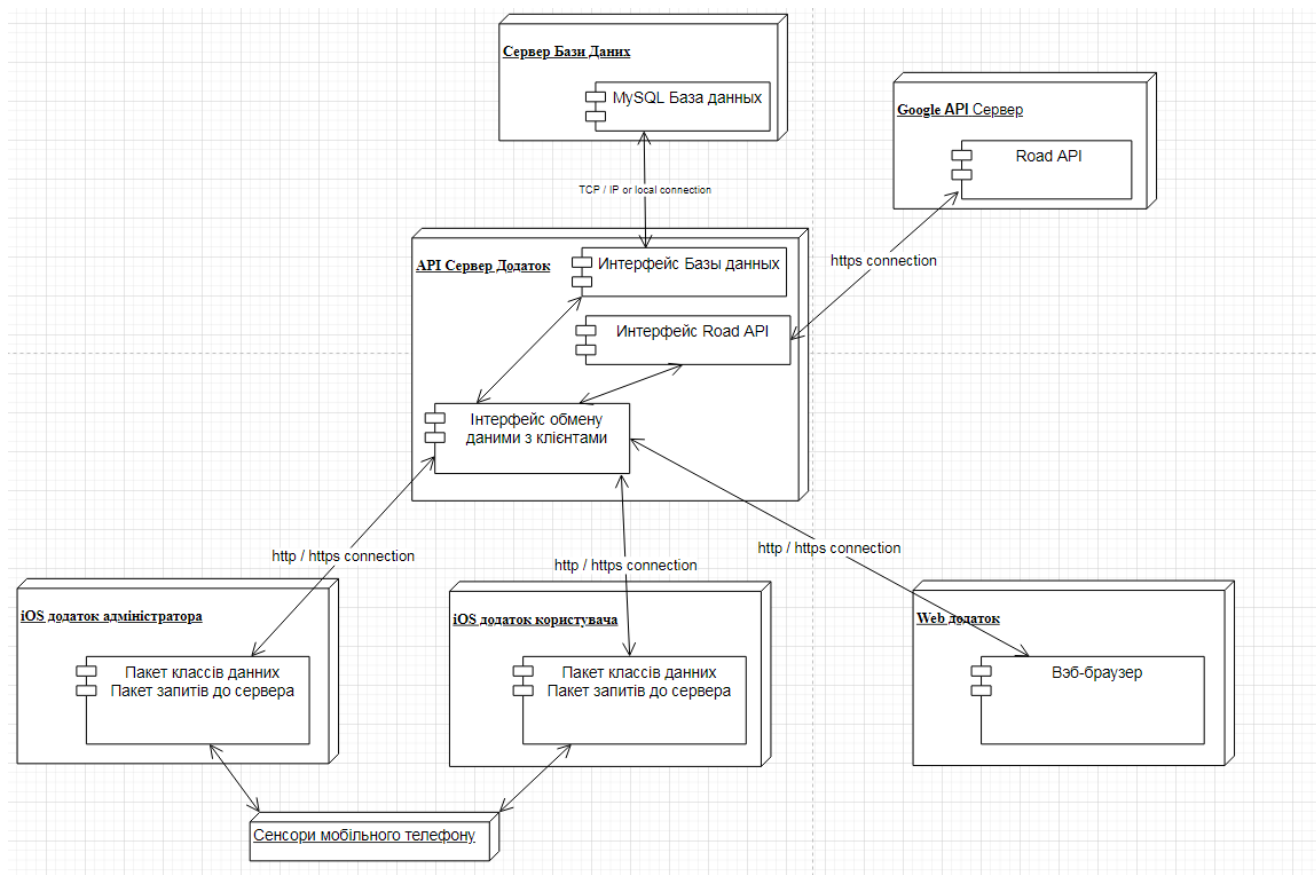 Сервер Бази Даних
MySQL База данных
Google API Сервер
Road API
TCP / IP or local connection
https connection
API Сервер Додаток
Интерфейс Базы данных
Интерфейс Road API
Інтерфейс обмену
даними з клієнтами
http / https connection
http / https connection
http / https connection
iOS додаток адміністратора
Пакет классів данних
Пакет запитів до сервера
iOS додаток користувача
Пакет классів данних
Пакет запитів до сервера
Web додаток
Вэб-браузер
Сенсори мобільного телефону